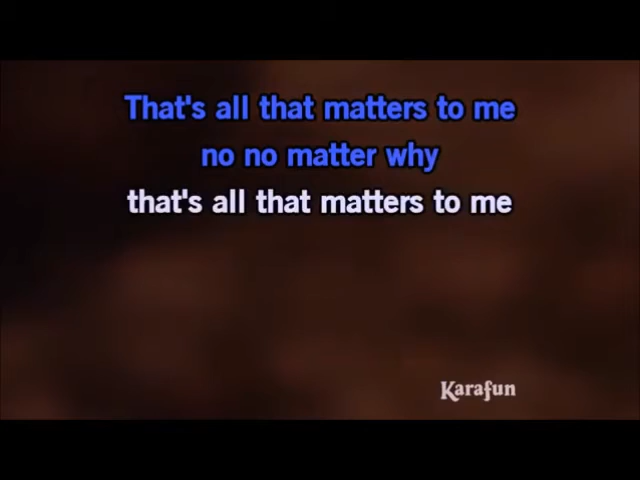 That's all that matters to me
no no matter why
that's all that matters to me
Karafun